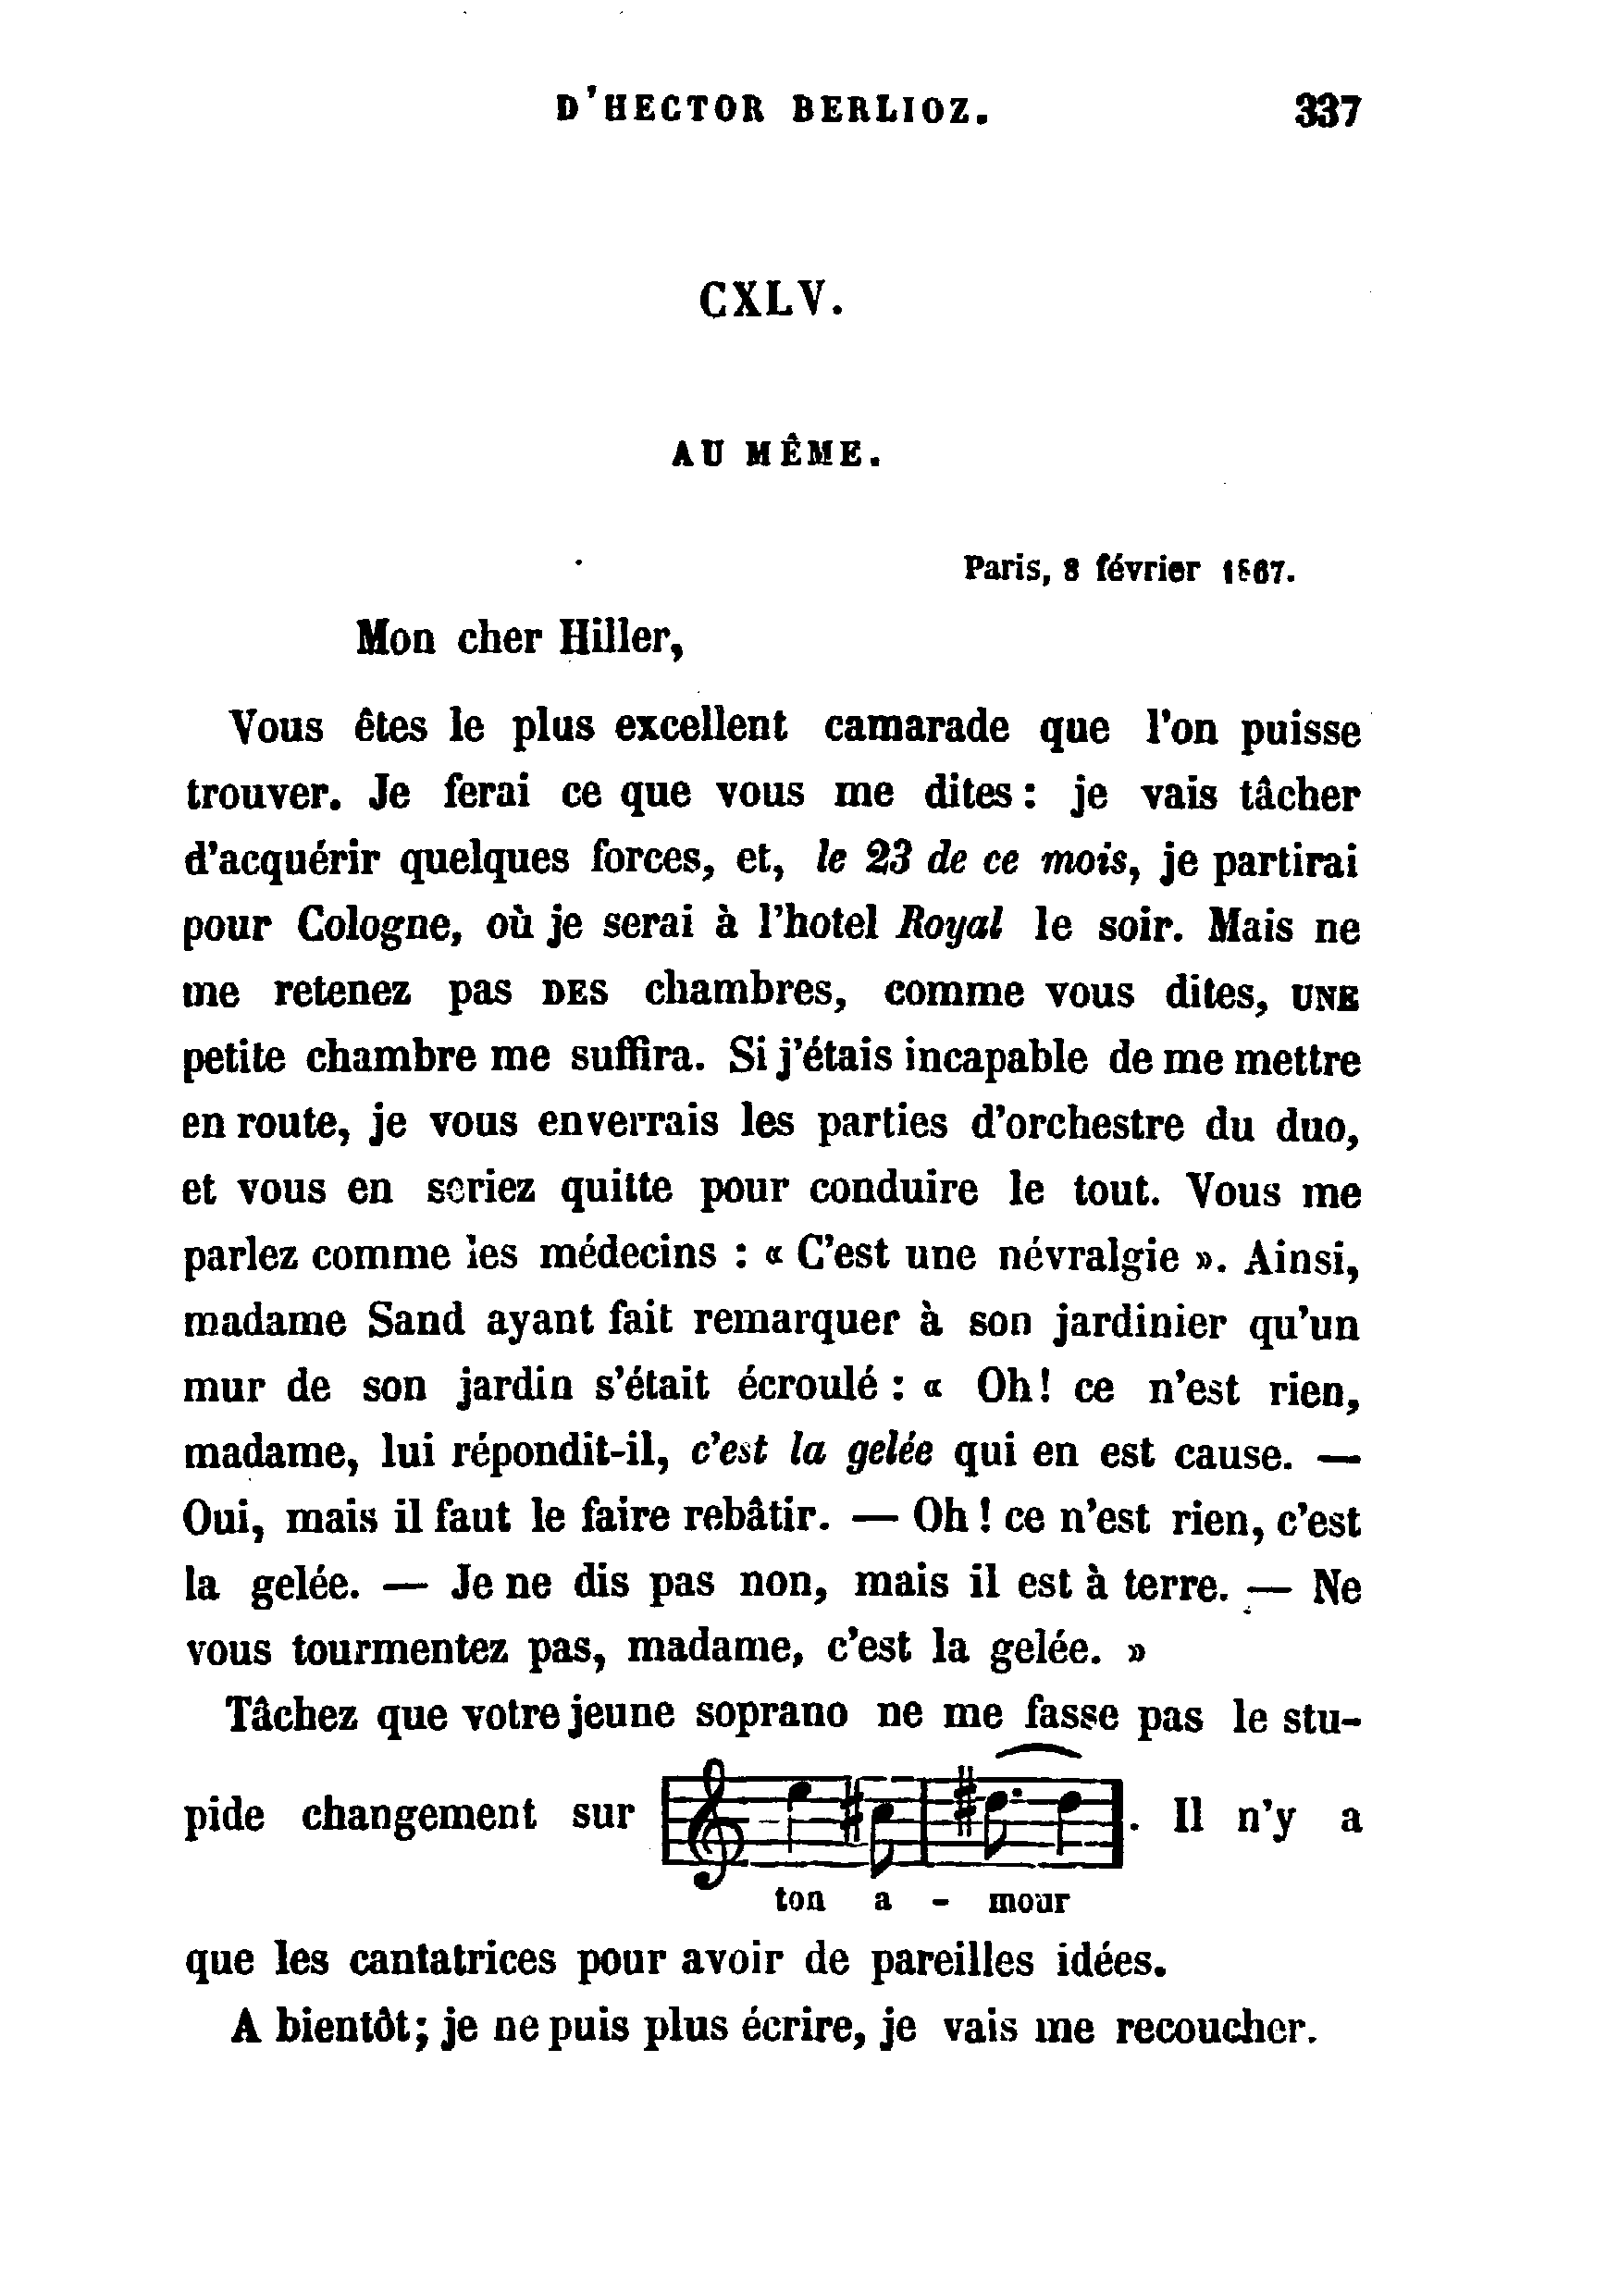 D'HECTOR BERLIOZ. 337
CXLV.
AU MÊME.
Paris, 8 février 1867.
Mon cher Hiller,
Vous êtes le plus excellent camarade que l'on puisse
trouver. Je ferai ce que vous me dites : je vais tâcher
d'acquérir quelques forces, et, le 23 de ce mois, je partirai
pour Cologne, où je serai à l'hotel Royal le soir. Mais ne
me retenez pas DES chambres, comme vous dites, UNE
petite chambre me suffira. Si j'étais incapable de me mettre
en route, je vous enverrais les parties d'orchestre du duo,
et vous en seriez quitte pour conduire le tout. Vous me
parlez comme les médecins : « C'est une névralgie ». Ainsi,
madame Sand ayant fait remarquer à son jardinier qu'un
mur de son jardin s'était écroulé : « Oh! ce n'est rien,
madame, lui répondit-il, c'est la gelée qui en est cause. —
Oui, mais il faut le faire rebâtir. — Oh ! ce n'est rien, c'est
la gelée. — Je ne dis pas non, mais il est à terre. — Ne
vous tourmentez pas, madame, c'est la gelée. »
Tâchez que votre jeune soprano ne me fasse pas le stu-
pide changement sur . Il n'y a
ton a - mour
que les cantatrices pour avoir de pareilles idées.
A bientôt; je ne puis plus écrire, je vais me recoucher.